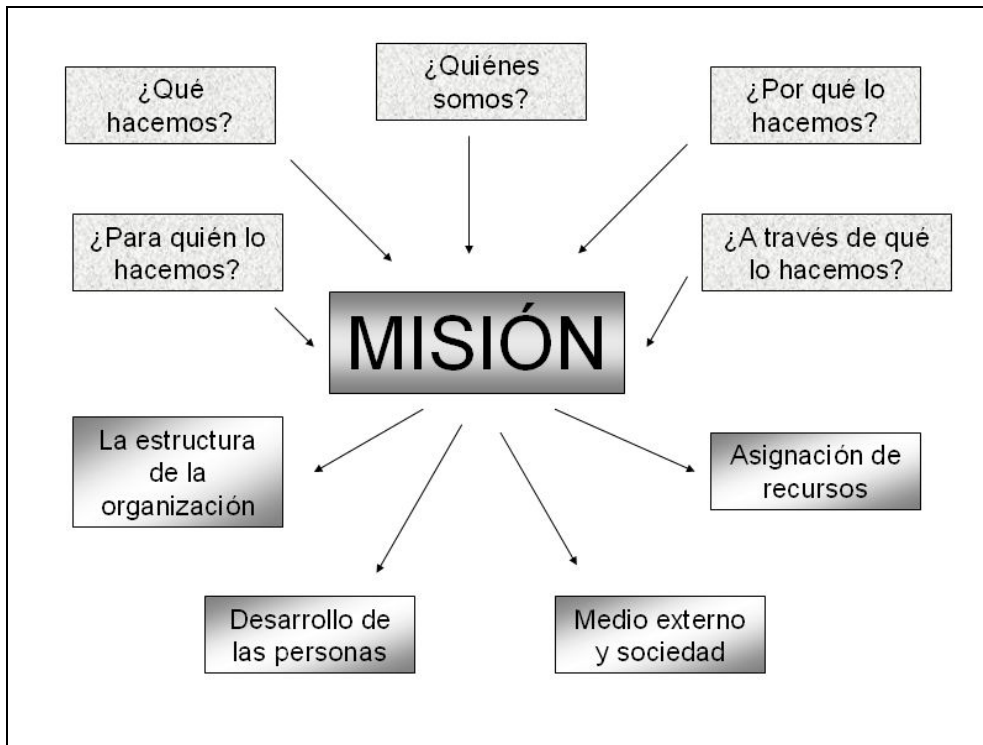 ¿Qué
hacemos?
¿Quiénes
somos?
¿Por qué lo
hacemos?
¿Para quién lo
hacemos?
¿A través de qué
lo hacemos?
MISIÓN
La estructura
de la
organización
Asignación de
recursos
Desarrollo de
las personas
Medio externo
y sociedad